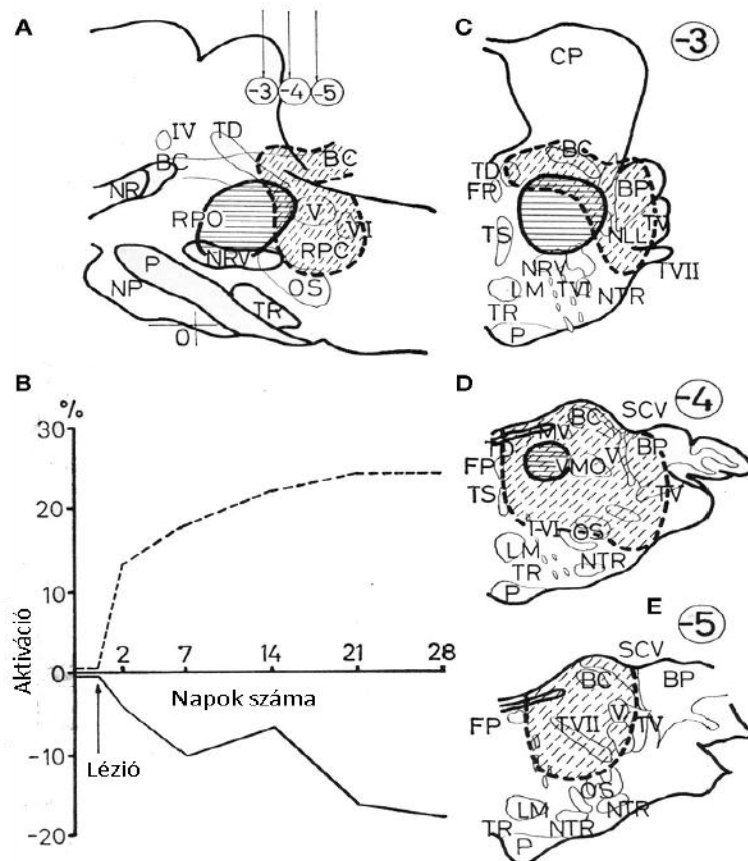 A
-3 -4 -5
IV TD
BC BC
NR
RPO V VI
RPC
NRV
P OS
NP
TR
0
B
%
30
20
10
0
-10
-20
Aktiváció
2 7 14 21 28
Napok száma
Lézió
C
-3
CP
BC
TD
FP BP
TS NLL TV
NRV TVII
LM TVI NTR
TR
P
D
-4
SCV
BC
MV BP
TD V
FP VMO
TS TV
TVI OS
LM
TR NTR
P
E
-5
SCV
BC BP
FP V TV
TVII
OS
LM NTR
TR NTR
P